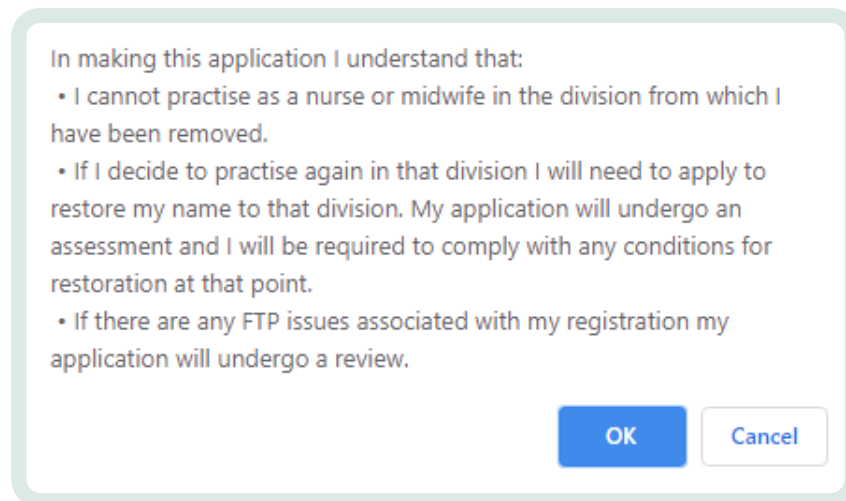 In making this application I understand that:
• I cannot practise as a nurse or midwife in the division from which I
have been removed.
• If I decide to practise again in that division I will need to apply to
restore my name to that division. My application will undergo an
assessment and I will be required to comply with any conditions for
restoration at that point.
• If there are any FTP issues associated with my registration my
application will undergo a review.
OK Cancel